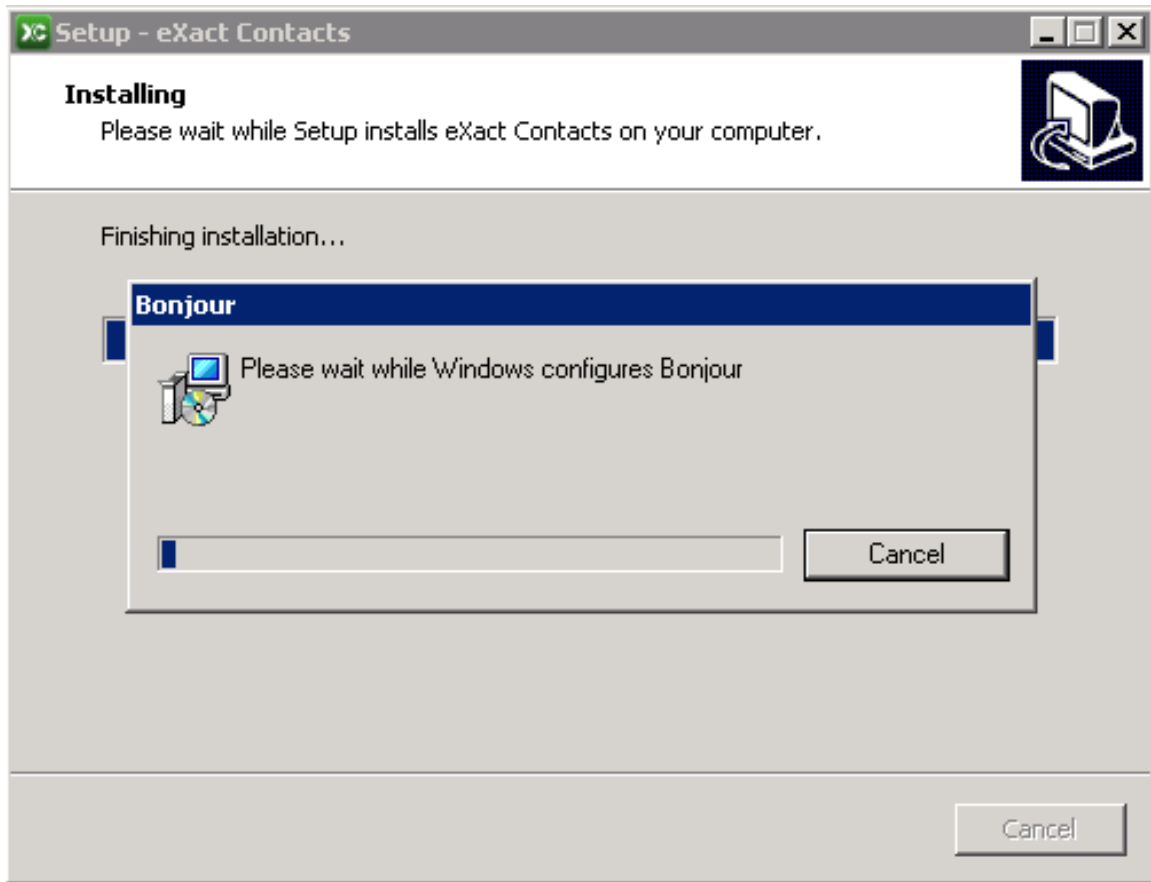 XC Setup - eXact Contacts
Installing
Please wait while Setup installs eXact Contacts on your computer.
Finishing installation...
Bonjour
Please wait while Windows configures Bonjour
Cancel
Cancel